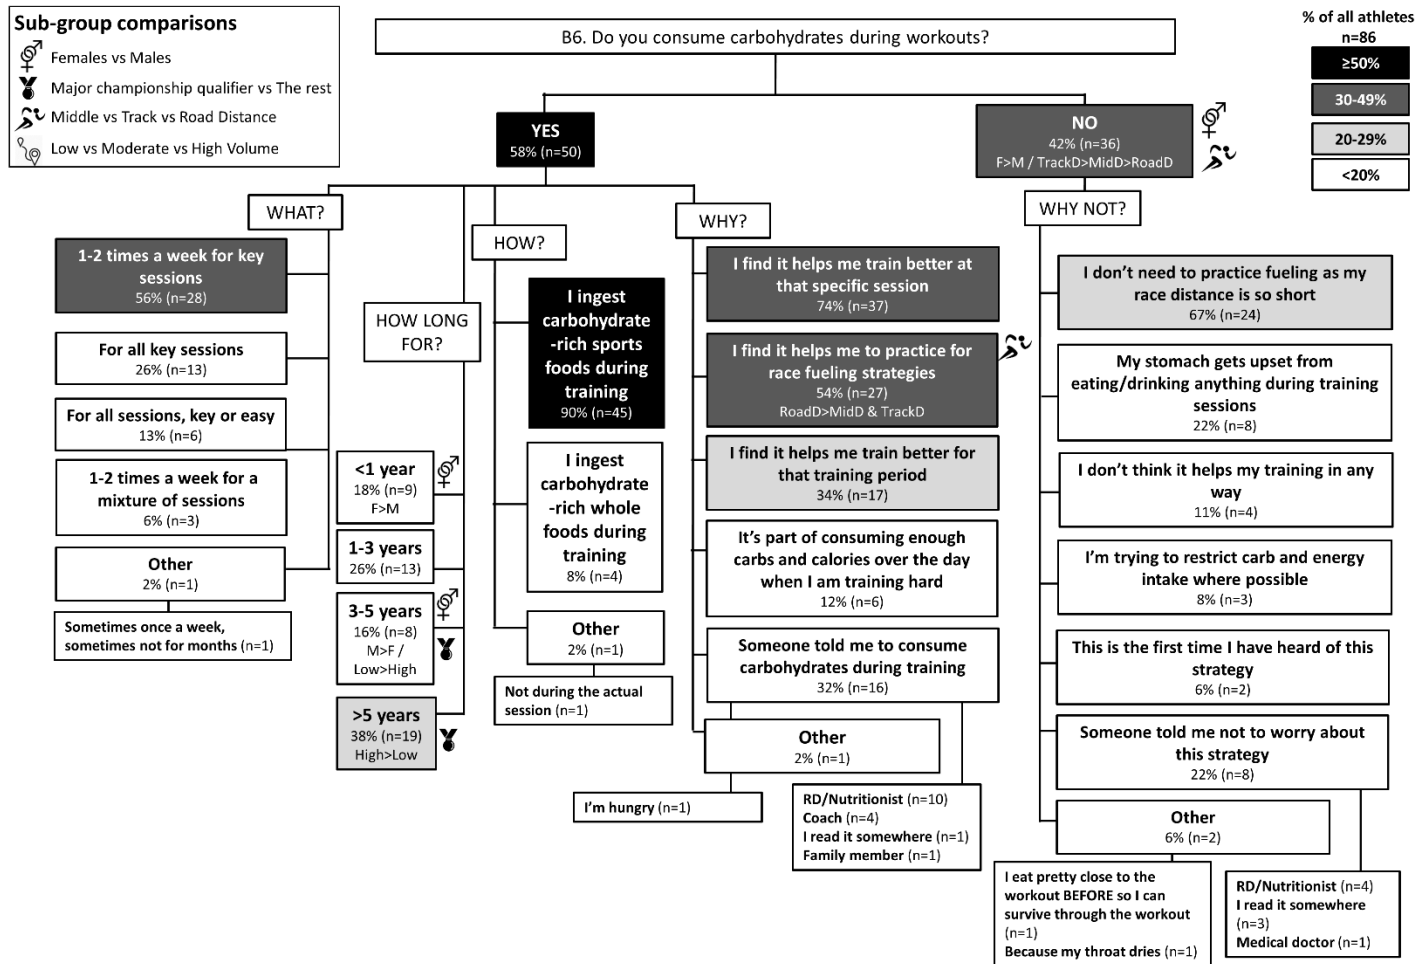 Sub-group comparisons
Females vs Males
Major championship qualifier vs The rest
Middle vs Track vs Road Distance
Low vs Moderate vs High Volume
B6. Do you consume carbohydrates during workouts?
% of all athletes
n=86
≥50%
30-49%
20-29%
<20%
YES
58% (n=50)
NO
42% (n=36)
F>M / TrackD>MidD>RoadD
WHAT?
1-2 times a week for key
sessions
56% (n=28)
For all key sessions
26% (n=13)
For all sessions, key or easy
13% (n=6)
1-2 times a week for a
mixture of sessions
6% (n=3)
Other
2% (n=1)
Sometimes once a week,
sometimes not for months (n=1)
HOW LONG
FOR?
<1 year
18% (n=9)
F>M
1-3 years
26% (n=13)
3-5 years
16% (n=8)
M>F /
Low>High
>5 years
38% (n=19)
High>Low
HOW?
I ingest
carbohydrate
-rich sports
foods during
training
90% (n=45)
I ingest
carbohydrate
-rich whole
foods during
training
8% (n=4)
Other
2% (n=1)
Not during the actual
session (n=1)
WHY?
I find it helps me train better at
that specific session
74% (n=37)
I find it helps me to practice for
race fueling strategies
54% (n=27)
RoadD>MidD & TrackD
I find it helps me train better for
that training period
34% (n=17)
It's part of consuming enough
carbs and calories over the day
when I am training hard
12% (n=6)
Someone told me to consume
carbohydrates during training
32% (n=16)
Other
2% (n=1)
I'm hungry (n=1)
RD/Nutritionist (n=10)
Coach (n=4)
I read it somewhere (n=1)
Family member (n=1)
WHY NOT?
I don't need to practice fueling as my
race distance is so short
67% (n=24)
My stomach gets upset from
eating/drinking anything during training
sessions
22% (n=8)
I don't think it helps my training in any
way
11% (n=4)
I'm trying to restrict carb and energy
intake where possible
8% (n=3)
This is the first time I have heard of this
strategy
6% (n=2)
Someone told me not to worry about
this strategy
22% (n=8)
Other
6% (n=2)
I eat pretty close to the
workout BEFORE so I can
survive through the workout
(n=1)
Because my throat dries (n=1)
RD/Nutritionist (n=4)
I read it somewhere
(n=3)
Medical doctor (n=1)